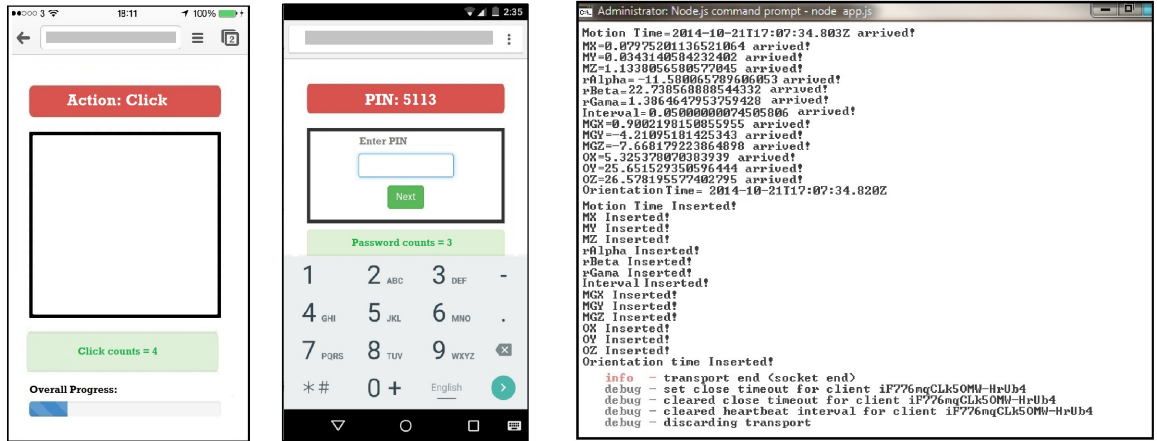 3 18:11 100%
2
Action: Click
Click counts = 4
Overall Progress:
2:35
PIN: 5113
Enter PIN
Next
Password counts = 3
1 2 ABC 3 DEF -
4 GHI 5 JKL 6 MNO .
7 PQRS 8 TUV 9 WXYZ
*# 0 + English
Administrator: Node.js command prompt - node app.js
Motion Time=2014-10-21T17:07:34.803Z arrived!
MX=0.07975201136521064 arrived!
MY=0.0343140584232402 arrived!
MZ=1.1338056580577045 arrived!
rAlpha=-11.580065789606053 arrived!
rBeta=22.738568888544332 arrived!
rGama=1.3864647953759428 arrived!
Interval=0.05000000074505806 arrived!
MGX=0.9002198150855955 arrived!
MGY=-4.21095181425343 arrived!
MGZ=-7.668179223864898 arrived!
OX=5.325378070383939 arrived!
OY=25.651529350596444 arrived!
OZ=26.578195577402795 arrived!
Orientation Time= 2014-10-21T17:07:34.820Z
Motion Time Inserted!
MX Inserted!
MY Inserted!
MZ Inserted!
rAlpha Inserted!
rBeta Inserted!
rGama Inserted!
Interval Inserted!
MGX Inserted!
MGY Inserted!
MGZ Inserted!
OX Inserted!
OY Inserted!
OZ Inserted!
Orientation time Inserted!
info - transport end (socket end)
debug - set close timeout for client iF776mqCLk5OMW-HrUb4
debug - cleared close timeout for client iF776mqCLk5OMW-HrUb4
debug - cleared heartbeat interval for client iF776mqCLk5OMW-HrUb4
debug - discarding transport